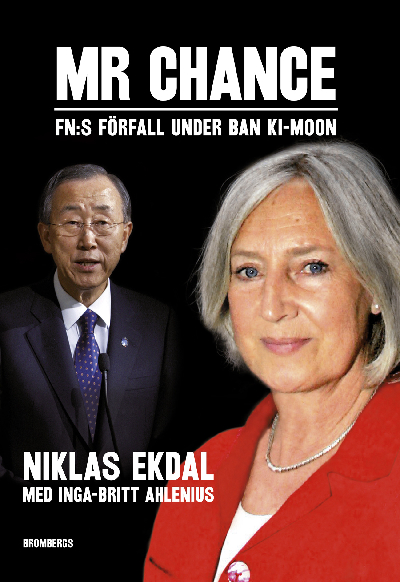 MR CHANCE
FN:S FÖRFALL UNDER BAN KI-MOON
NIKLAS EKDAL
MED INGA-BRITT AHLENIUS
BROMBERGS